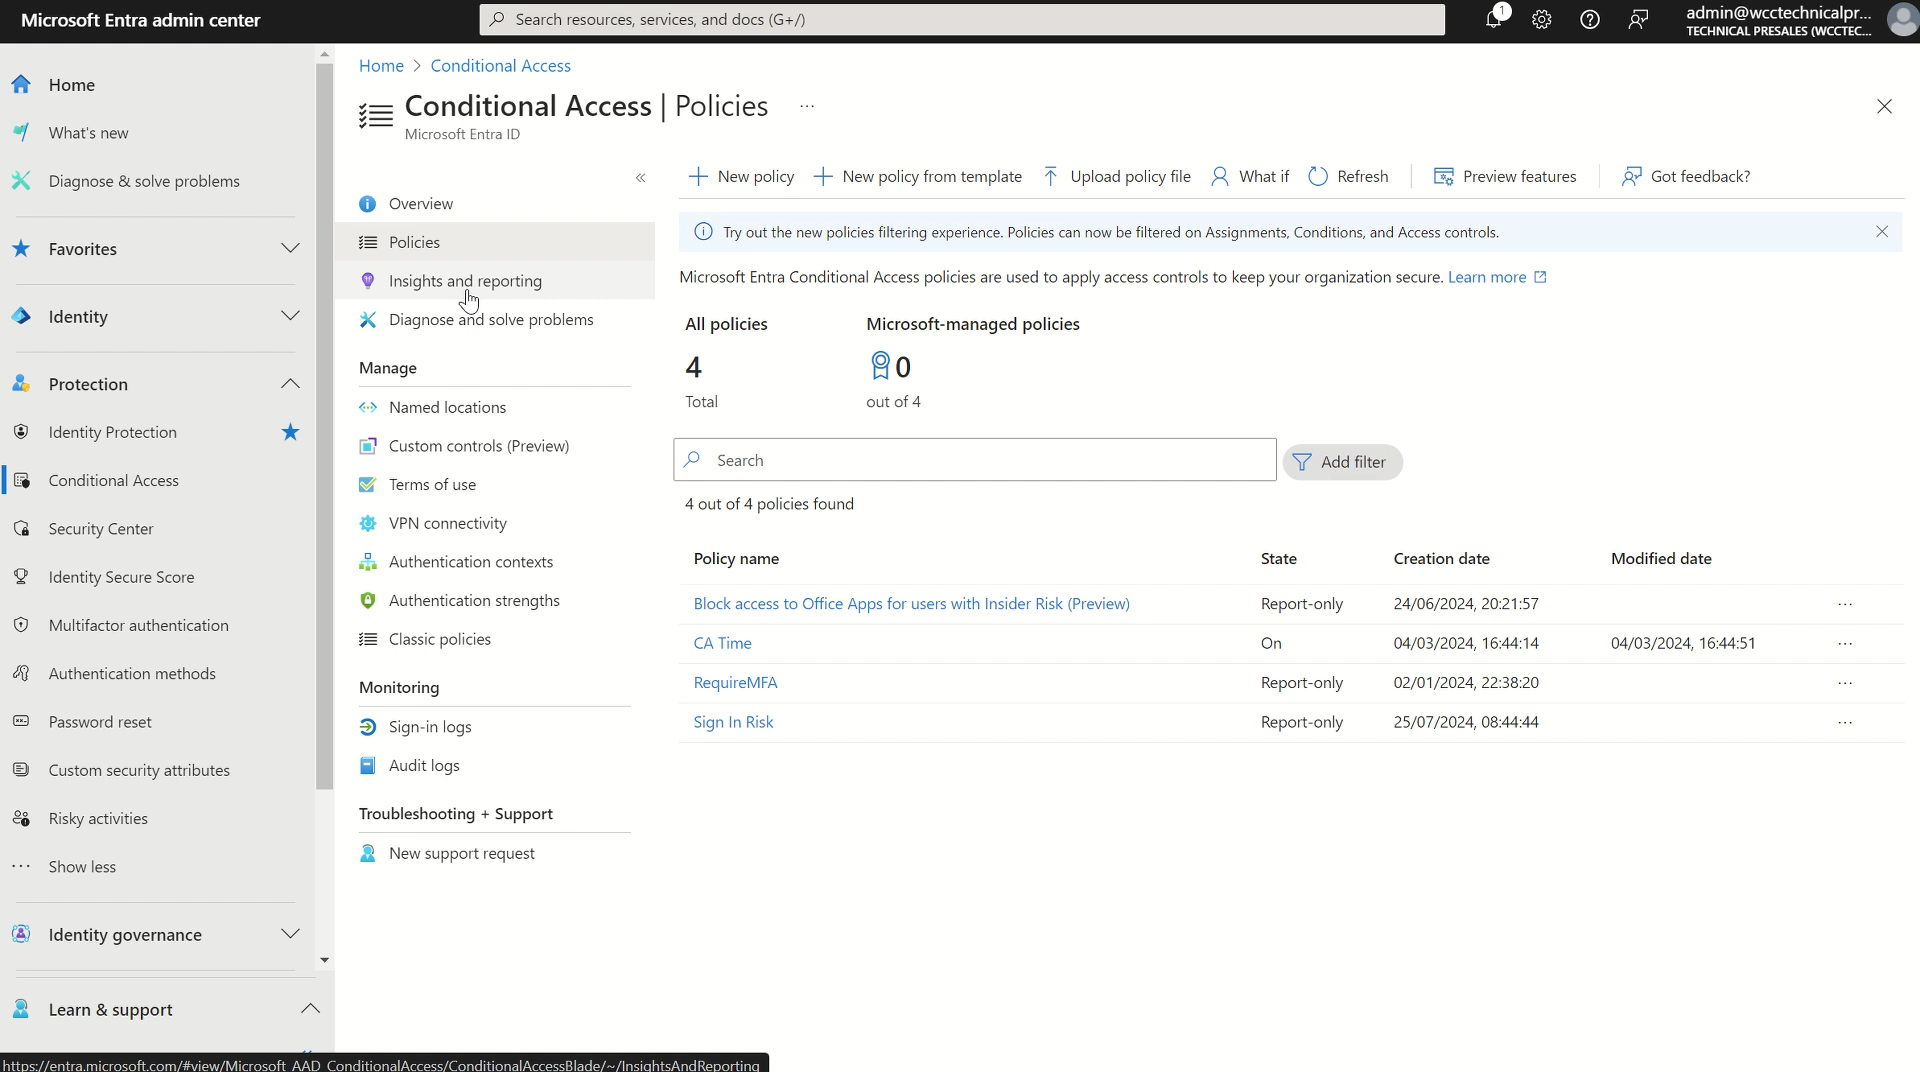 Microsoft Entra admin center
Search resources, services, and docs (G+/)
1
admin@wcctechnicalpr...
TECHNICAL PRESALES (WCCTEC...
Home
What's new
Diagnose & solve problems
Favorites
Identity
Protection
Identity Protection
Conditional Access
Security Center
Identity Secure Score
Multifactor authentication
Authentication methods
Password reset
Custom security attributes
Risky activities
Show less
Identity governance
Learn & support
Home > Conditional Access
Conditional Access | Policies ...
Microsoft Entra ID
Overview
Policies
Insights and reporting
Diagnose and solve problems
Manage
Named locations
Custom controls (Preview)
Terms of use
VPN connectivity
Authentication contexts
Authentication strengths
Classic policies
Monitoring
Sign-in logs
Audit logs
Troubleshooting + Support
New support request
New policy New policy from template Upload policy file What if Refresh Preview features Got feedback?
Try out the new policies filtering experience. Policies can now be filtered on Assignments, Conditions, and Access controls.
Microsoft Entra Conditional Access policies are used to apply access controls to keep your organization secure. Learn more
All policies Microsoft-managed policies
4 0
Total out of 4
Search Add filter
4 out of 4 policies found
Policy name State Creation date Modified date
Block access to Office Apps for users with Insider Risk (Preview) Report-only 24/06/2024, 20:21:57 ...
CA Time On 04/03/2024, 16:44:14 04/03/2024, 16:44:51 ...
RequireMFA Report-only 02/01/2024, 22:38:20 ...
Sign In Risk Report-only 25/07/2024, 08:44:44 ...
https://entra.microsoft.com/#view/Microsoft_AAD_ConditionalAccess/ConditionalAccessBlade/~/InsightsAndReporting